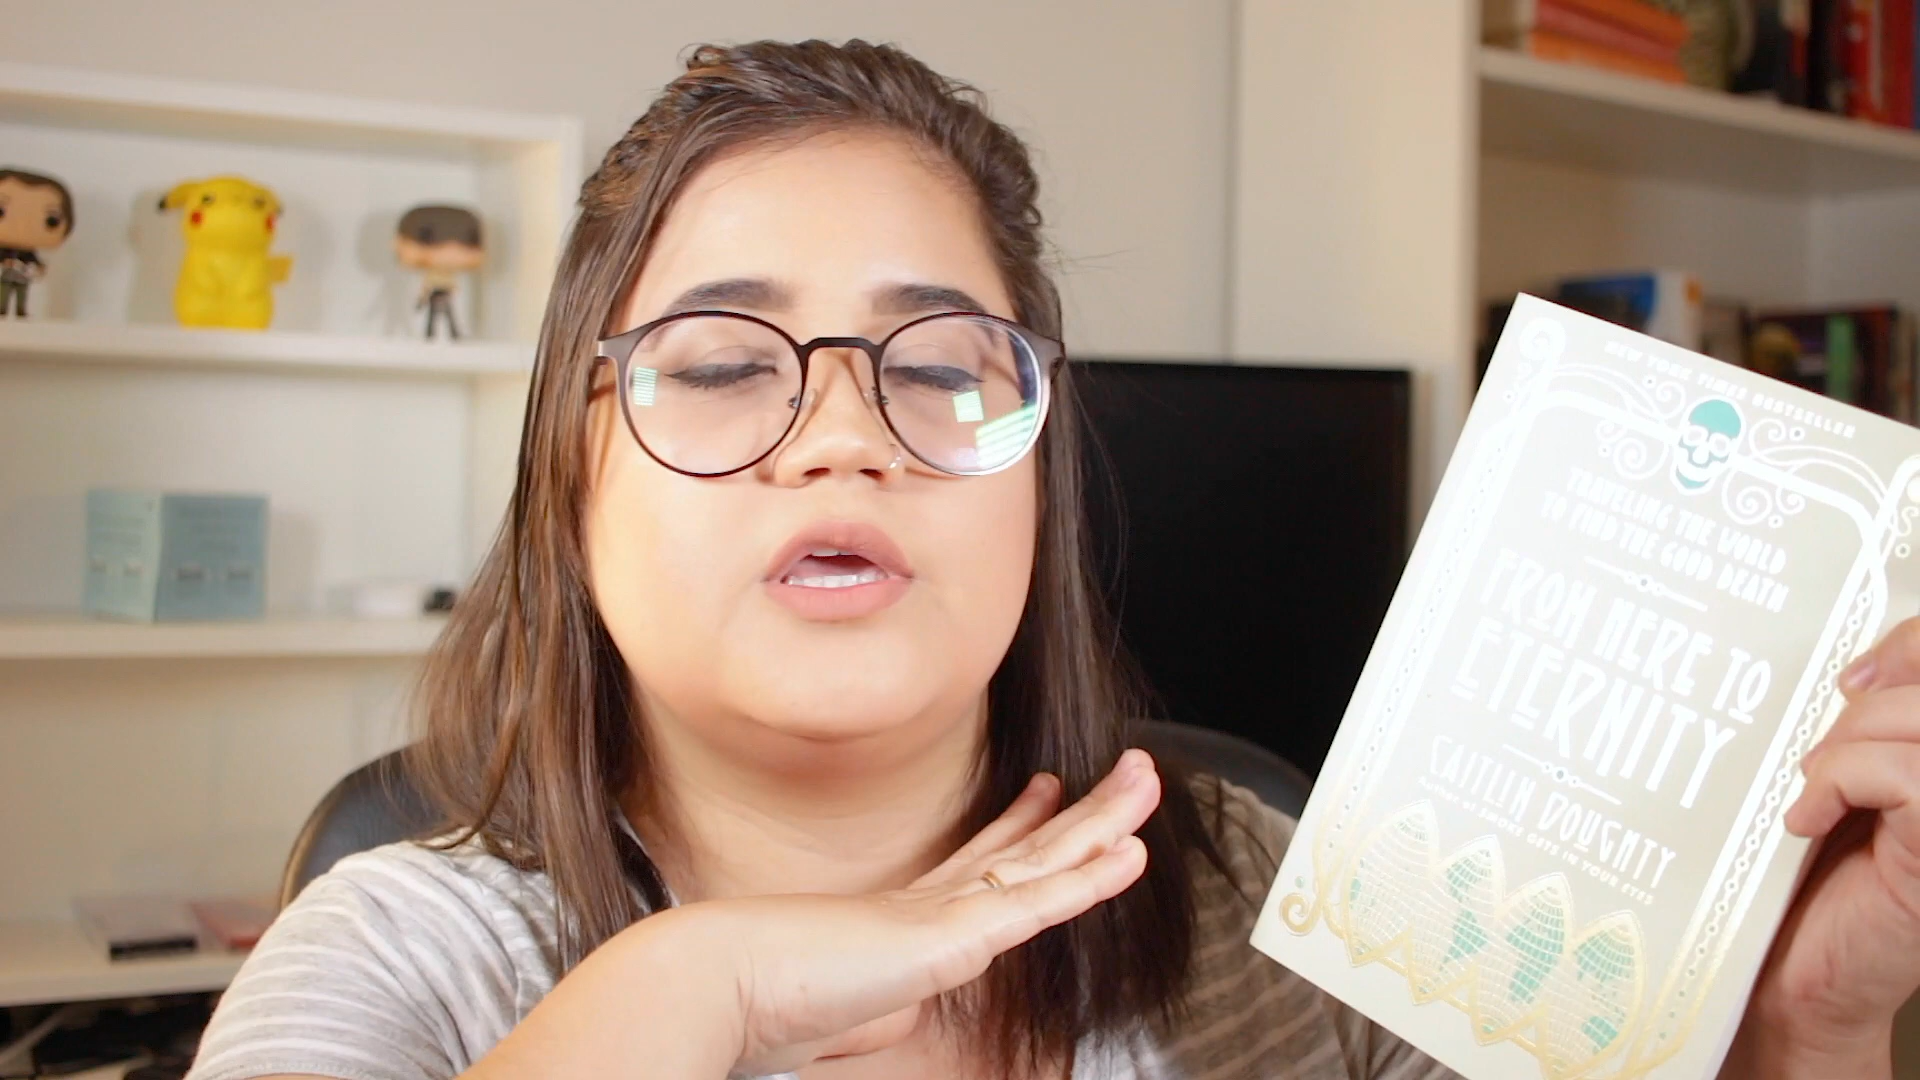 NEW YORK TIMES BESTSELLER
TRAVELING THE WORLD
TO FIND THE GOOD DEATH
FROM HERE TO
ETERNITY
CAITLIN DOUGHTY
Author of SMOKE GETS IN YOUR EYES